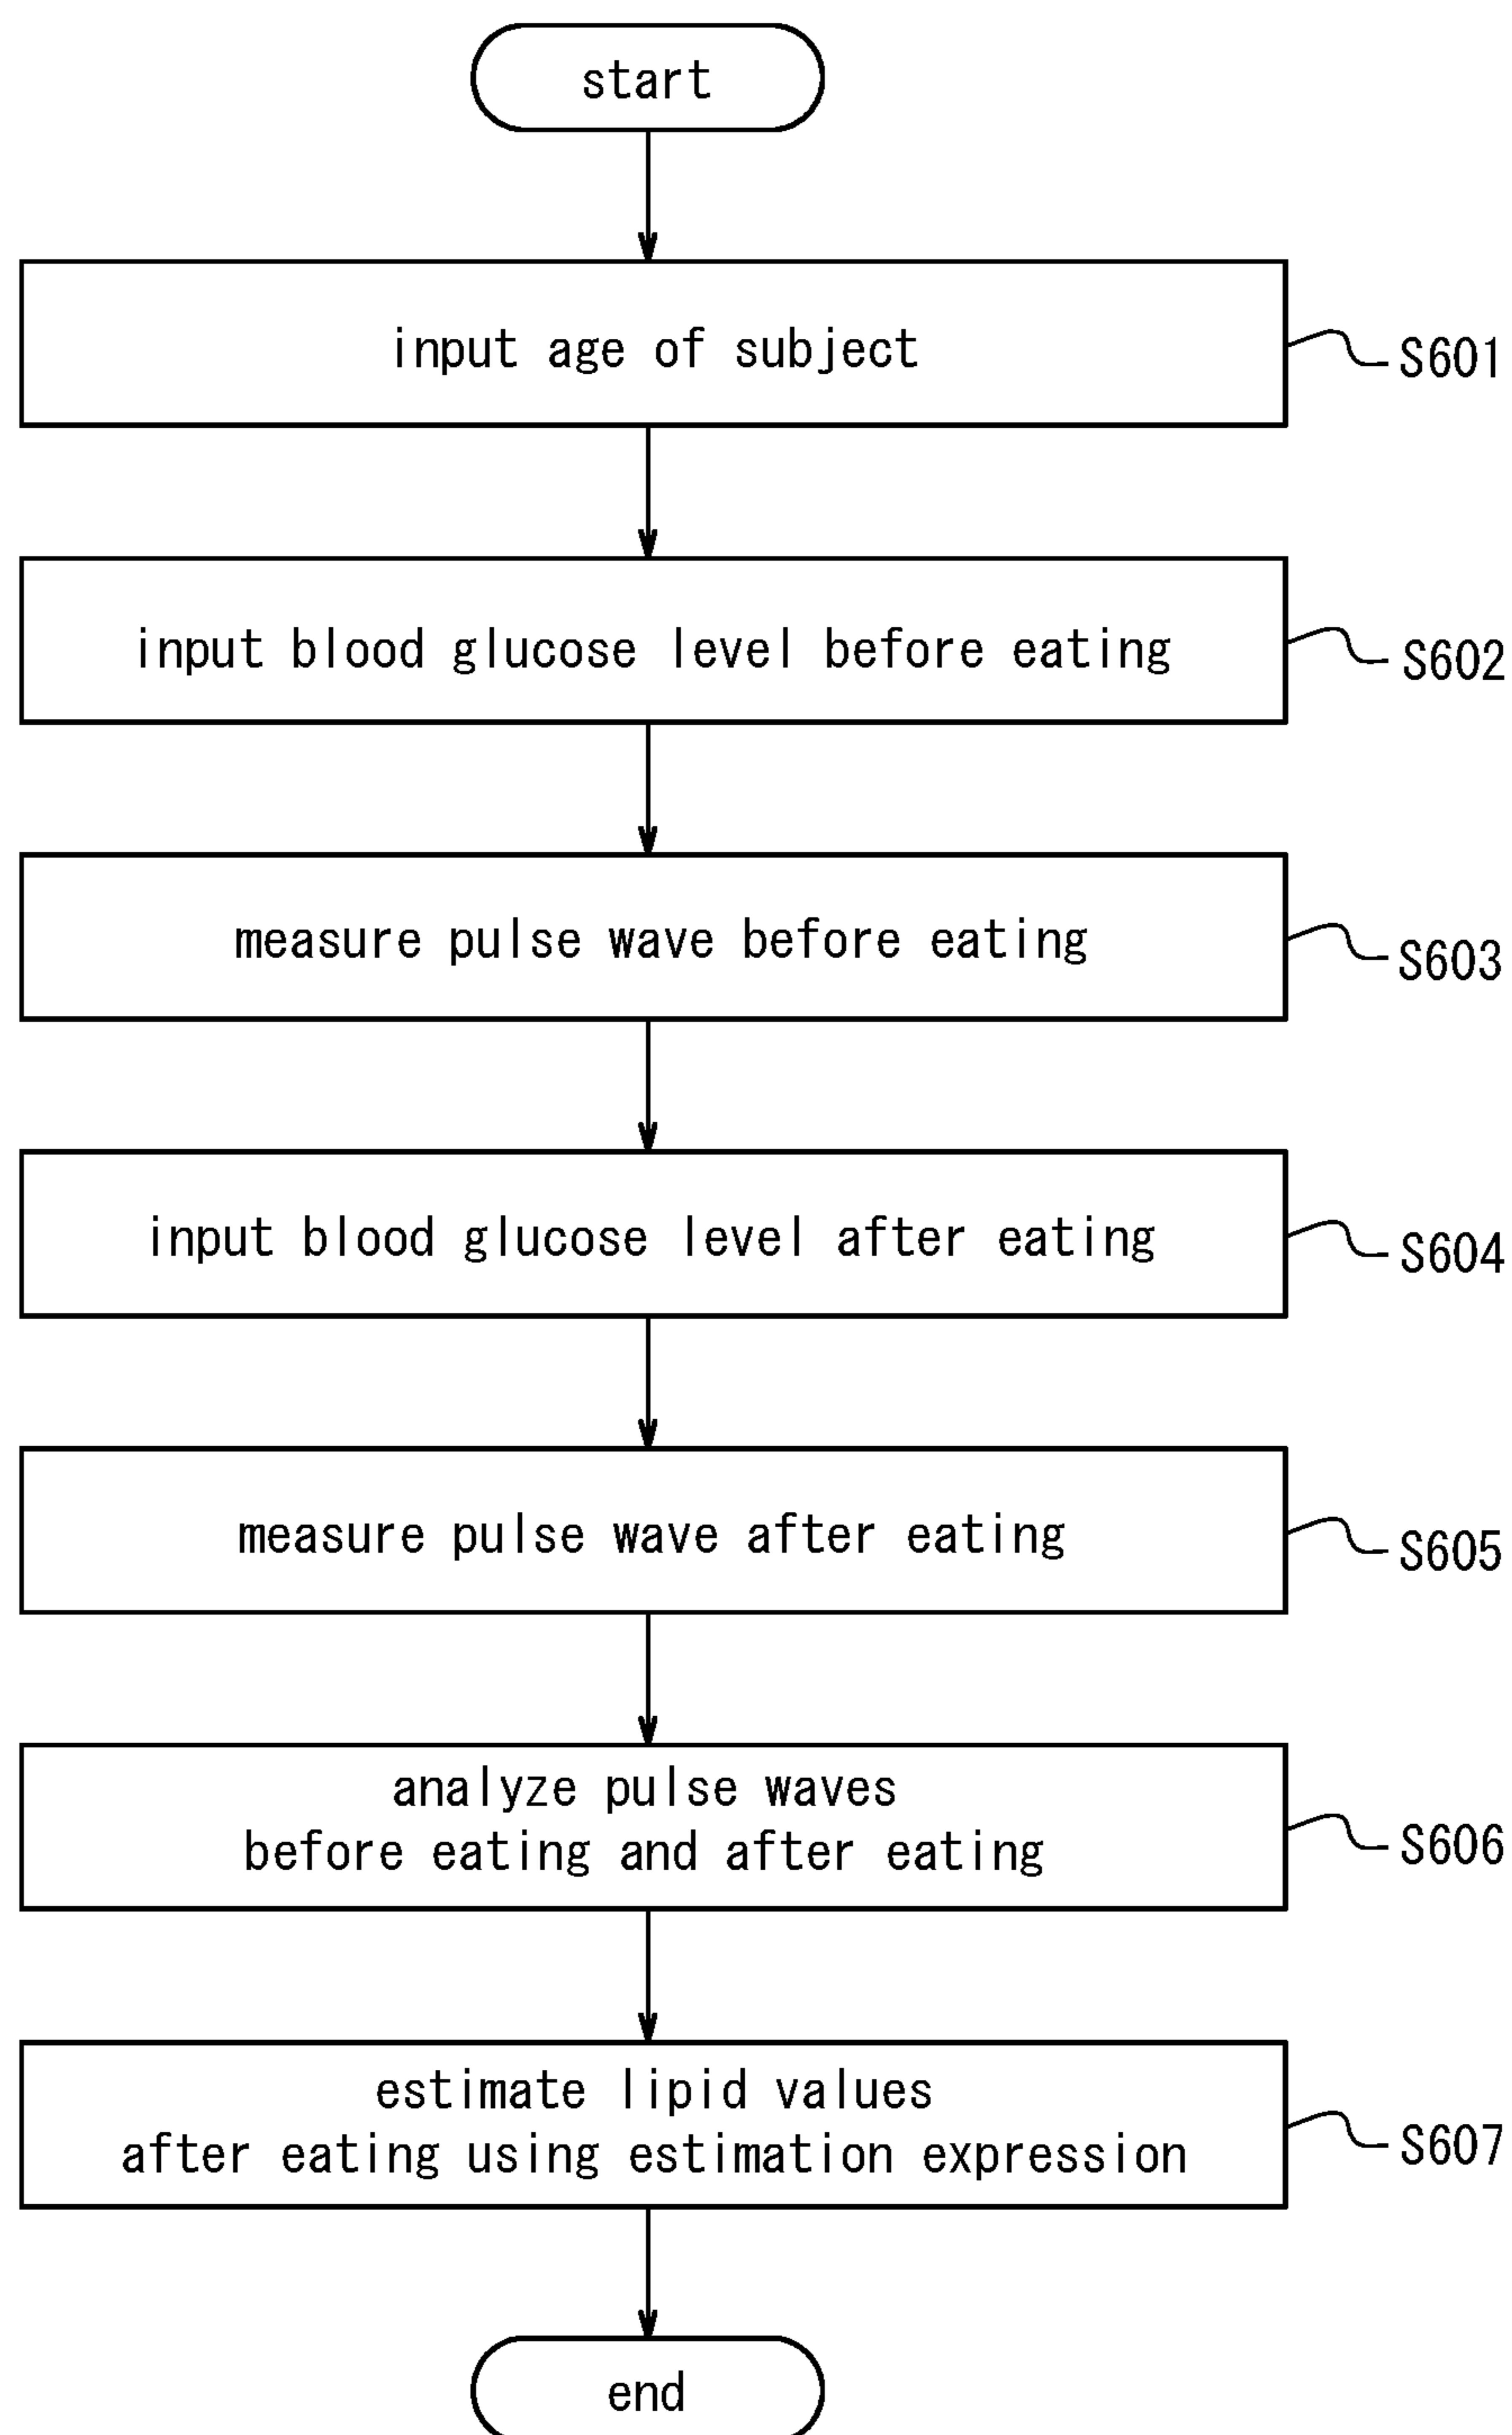 start
input age of subject
S601
input blood glucose level before eating
S602
measure pulse wave before eating
S603
input blood glucose level after eating
S604
measure pulse wave after eating
S605
analyze pulse waves
before eating and after eating
S606
estimate lipid values
after eating using estimation expression
S607
end